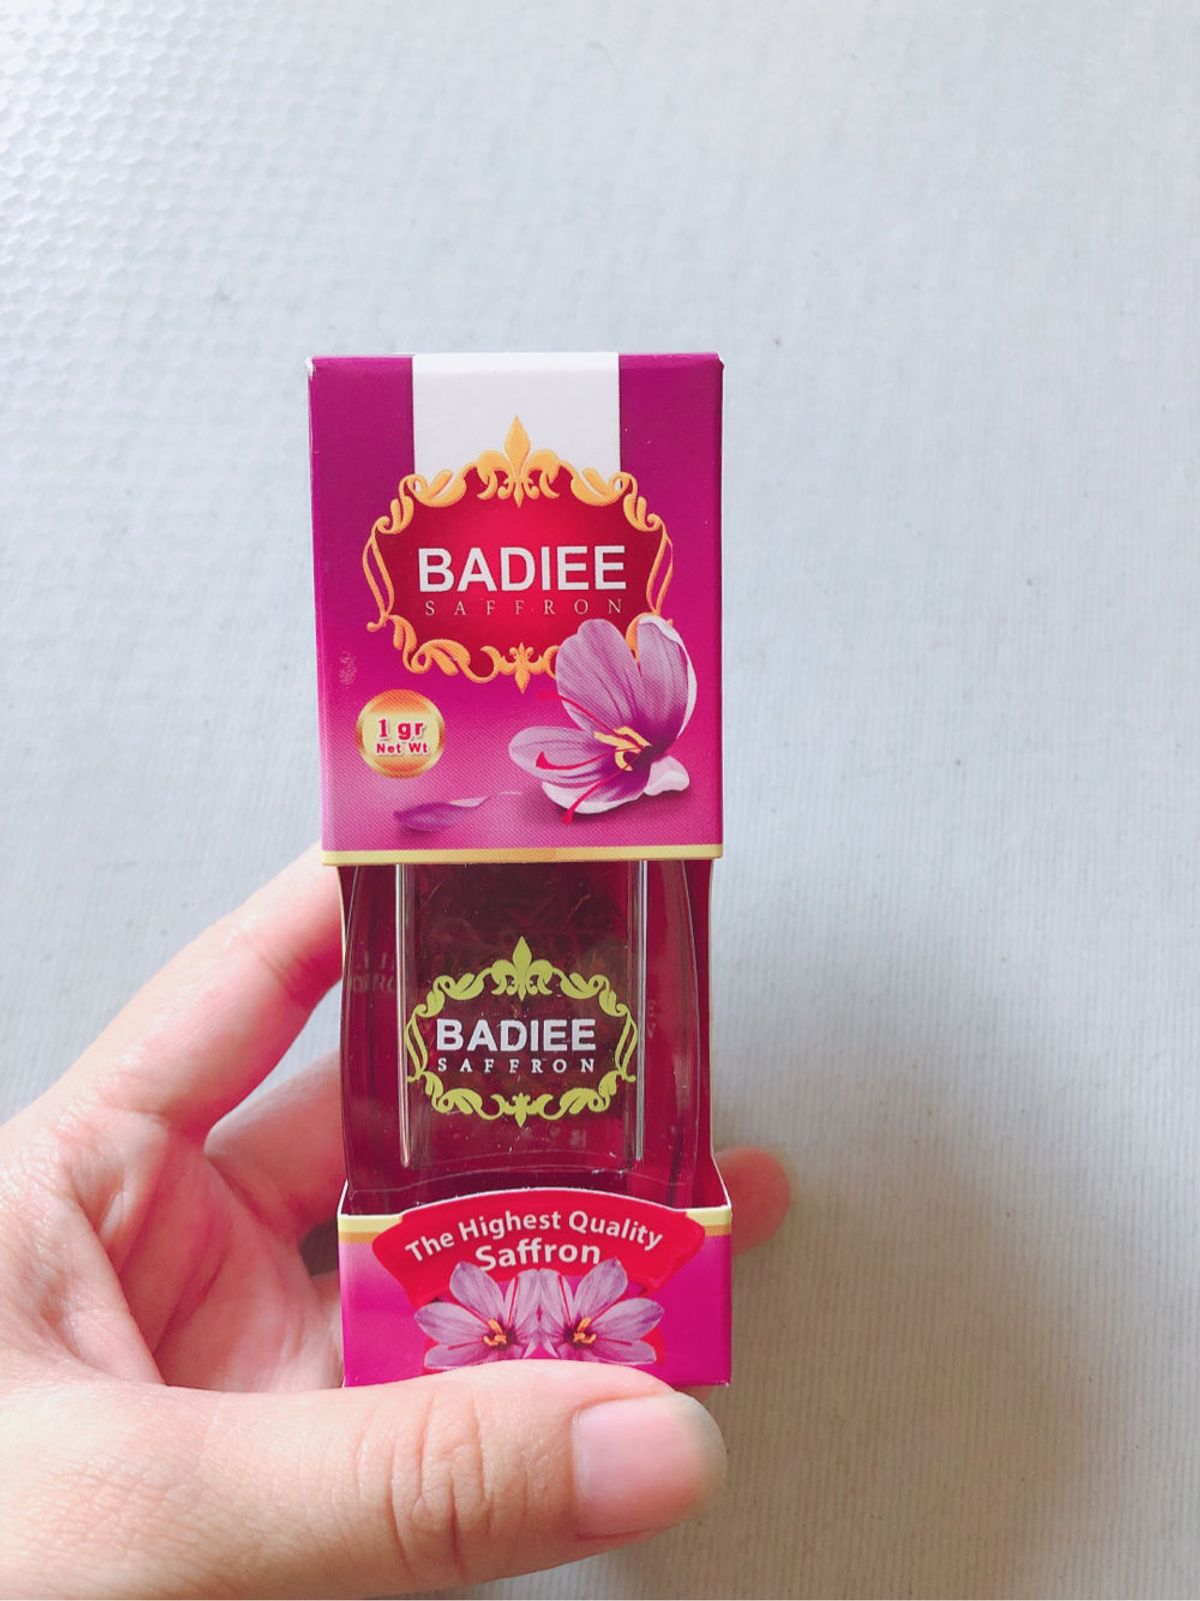 BADIEE
SAFFRON
1 gr
Net Wt
BADIEE
SAFFRON
The Highest Quality
Saffron